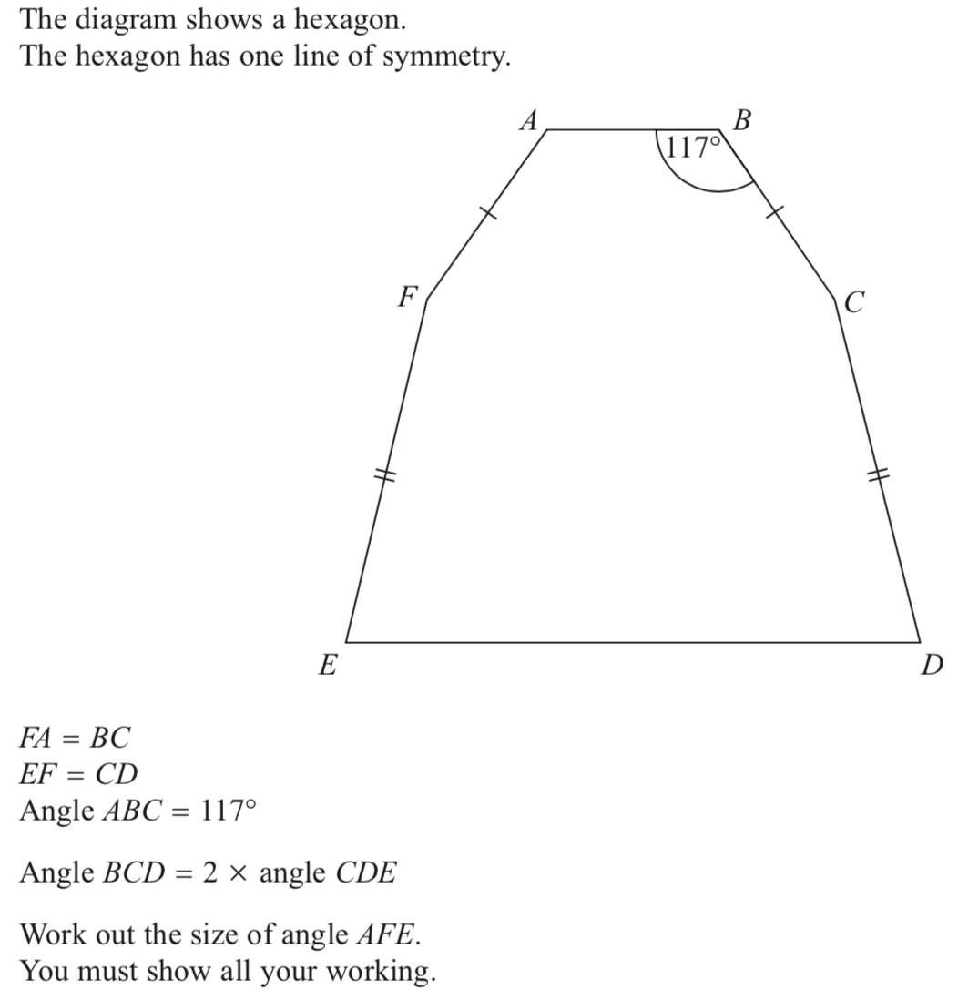 The diagram shows a hexagon.
The hexagon has one line of symmetry.
A
B
117°
F
C
E
D
FA = BC
EF = CD
Angle ABC = 117°
Angle BCD = 2 × angle CDE
Work out the size of angle AFE.
You must show all your working.